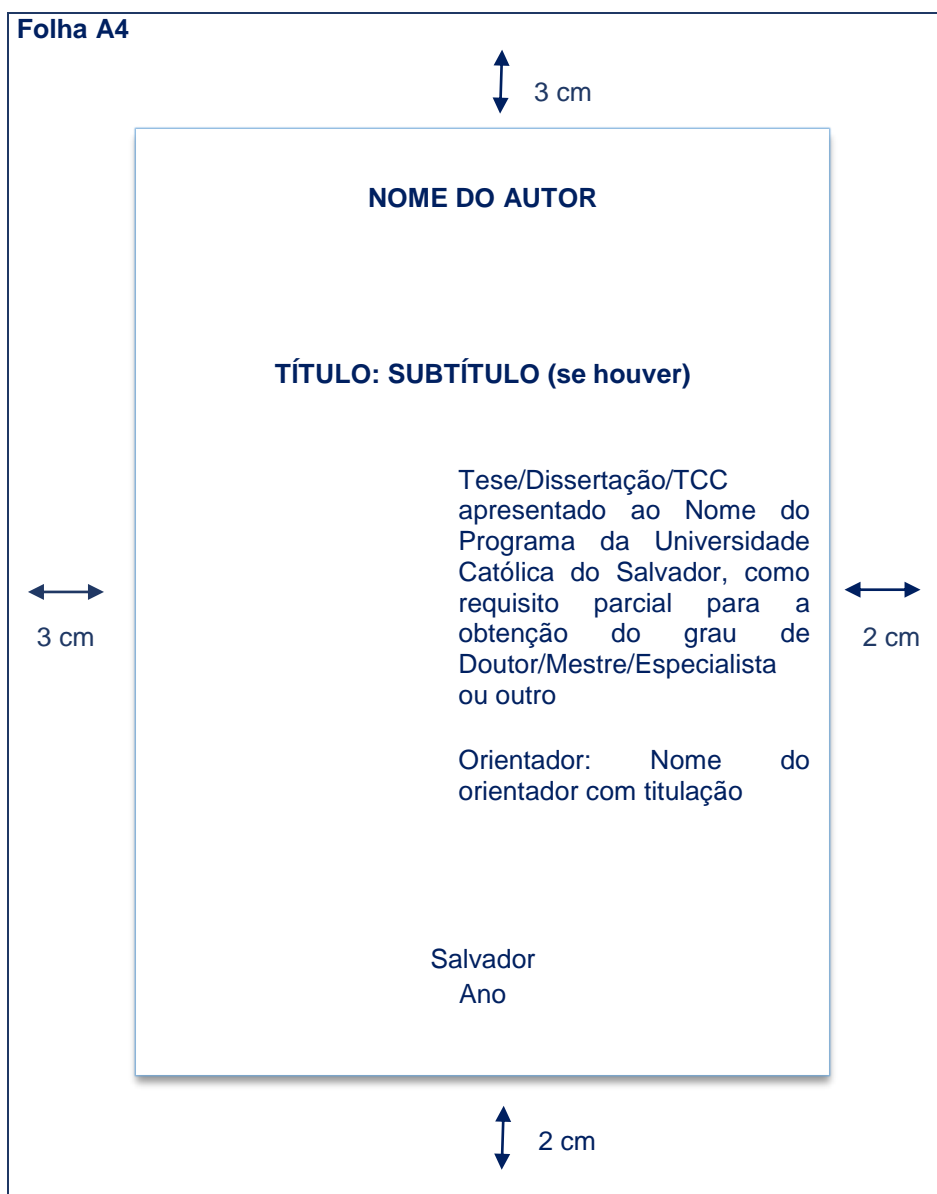 Folha A4
3 cm
NOME DO AUTOR
TÍTULO: SUBTÍTULO (se houver)
Tese/Dissertação/TCC
apresentado ao Nome do
Programa da Universidade
Católica do Salvador, como
requisito parcial para a
obtenção do grau de
Doutor/Mestre/Especialista
ou outro
3 cm
2 cm
Orientador: Nome do
orientador com titulação
Salvador
Ano
2 cm